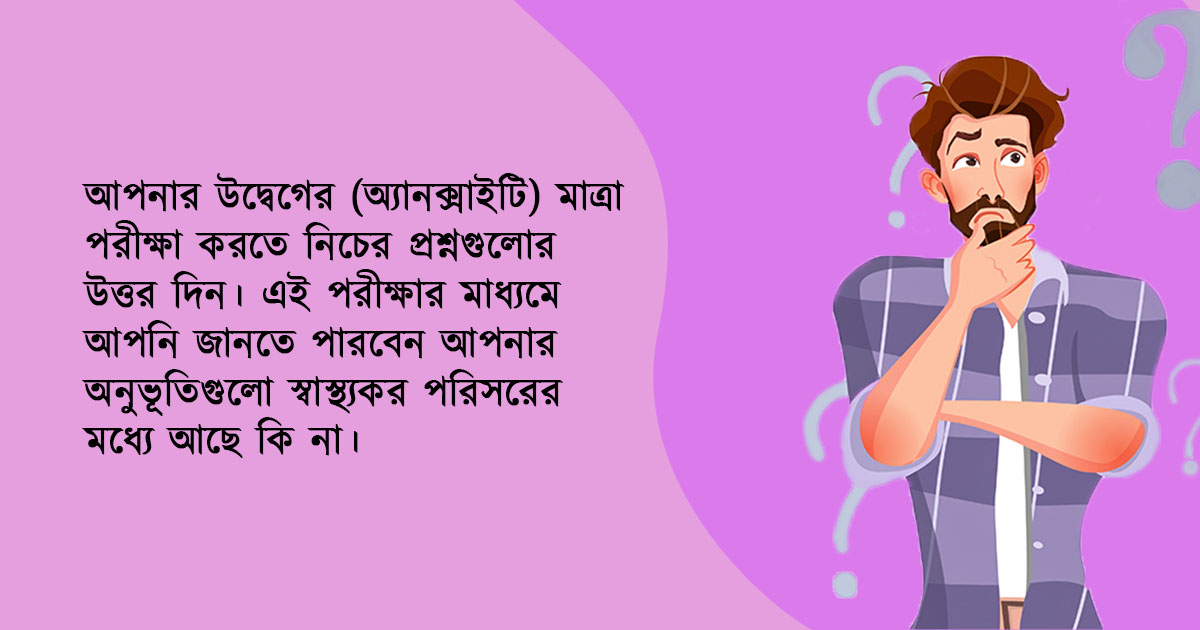 আপনার উদ্বেগের (অ্যানক্সাইটি) মাত্রা
পরীক্ষা করতে নিচের প্রশ্নগুলোর
উত্তর দিন। এই পরীক্ষার মাধ্যমে
আপনি জানতে পারবেন আপনার
অনুভূতিগুলো স্বাস্থ্যকর পরিসরের
মধ্যে আছে কি না।